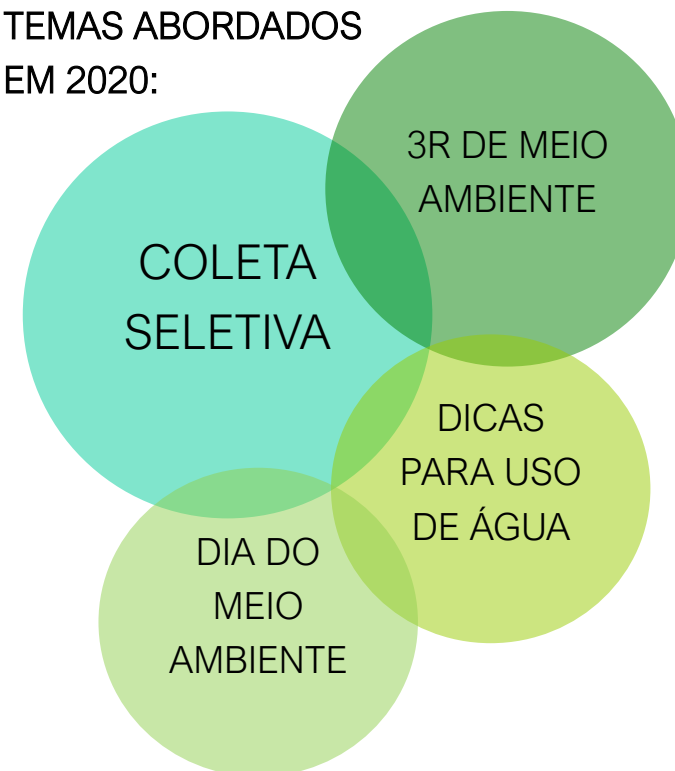 TEMAS ABORDADOS
EM 2020:
3R DE MEIO
AMBIENTE
COLETA
SELETIVA
DICAS
PARA USO
DE ÁGUA
DIA DO
MEIO
AMBIENTE